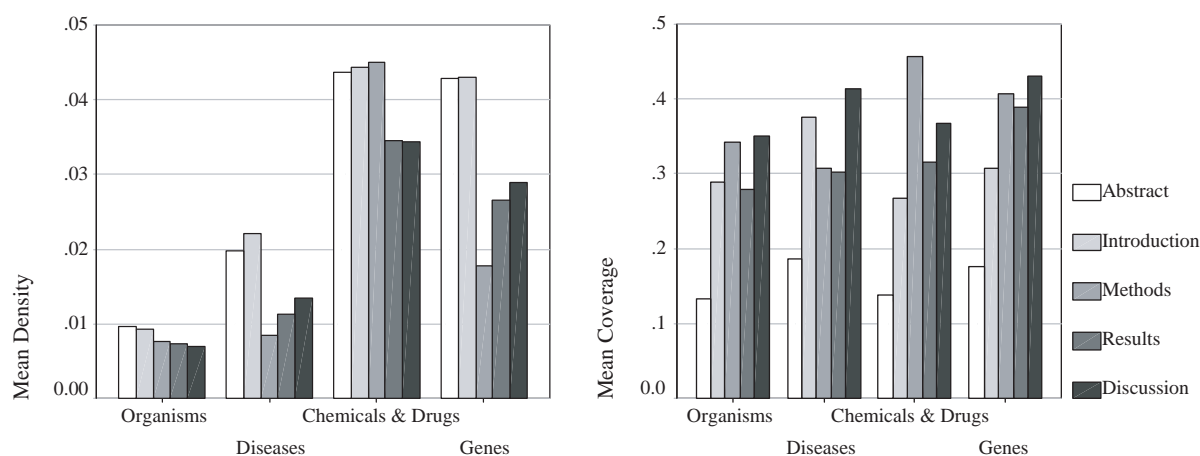 .05
.04
.03
.02
.01
0.00
Mean Density
Organisms
Diseases
Chemicals & Drugs
Genes
.5
.4
.3
.2
.1
0.0
Mean Coverage
Organisms
Diseases
Chemicals & Drugs
Genes
Abstract
Introduction
Methods
Results
Discussion